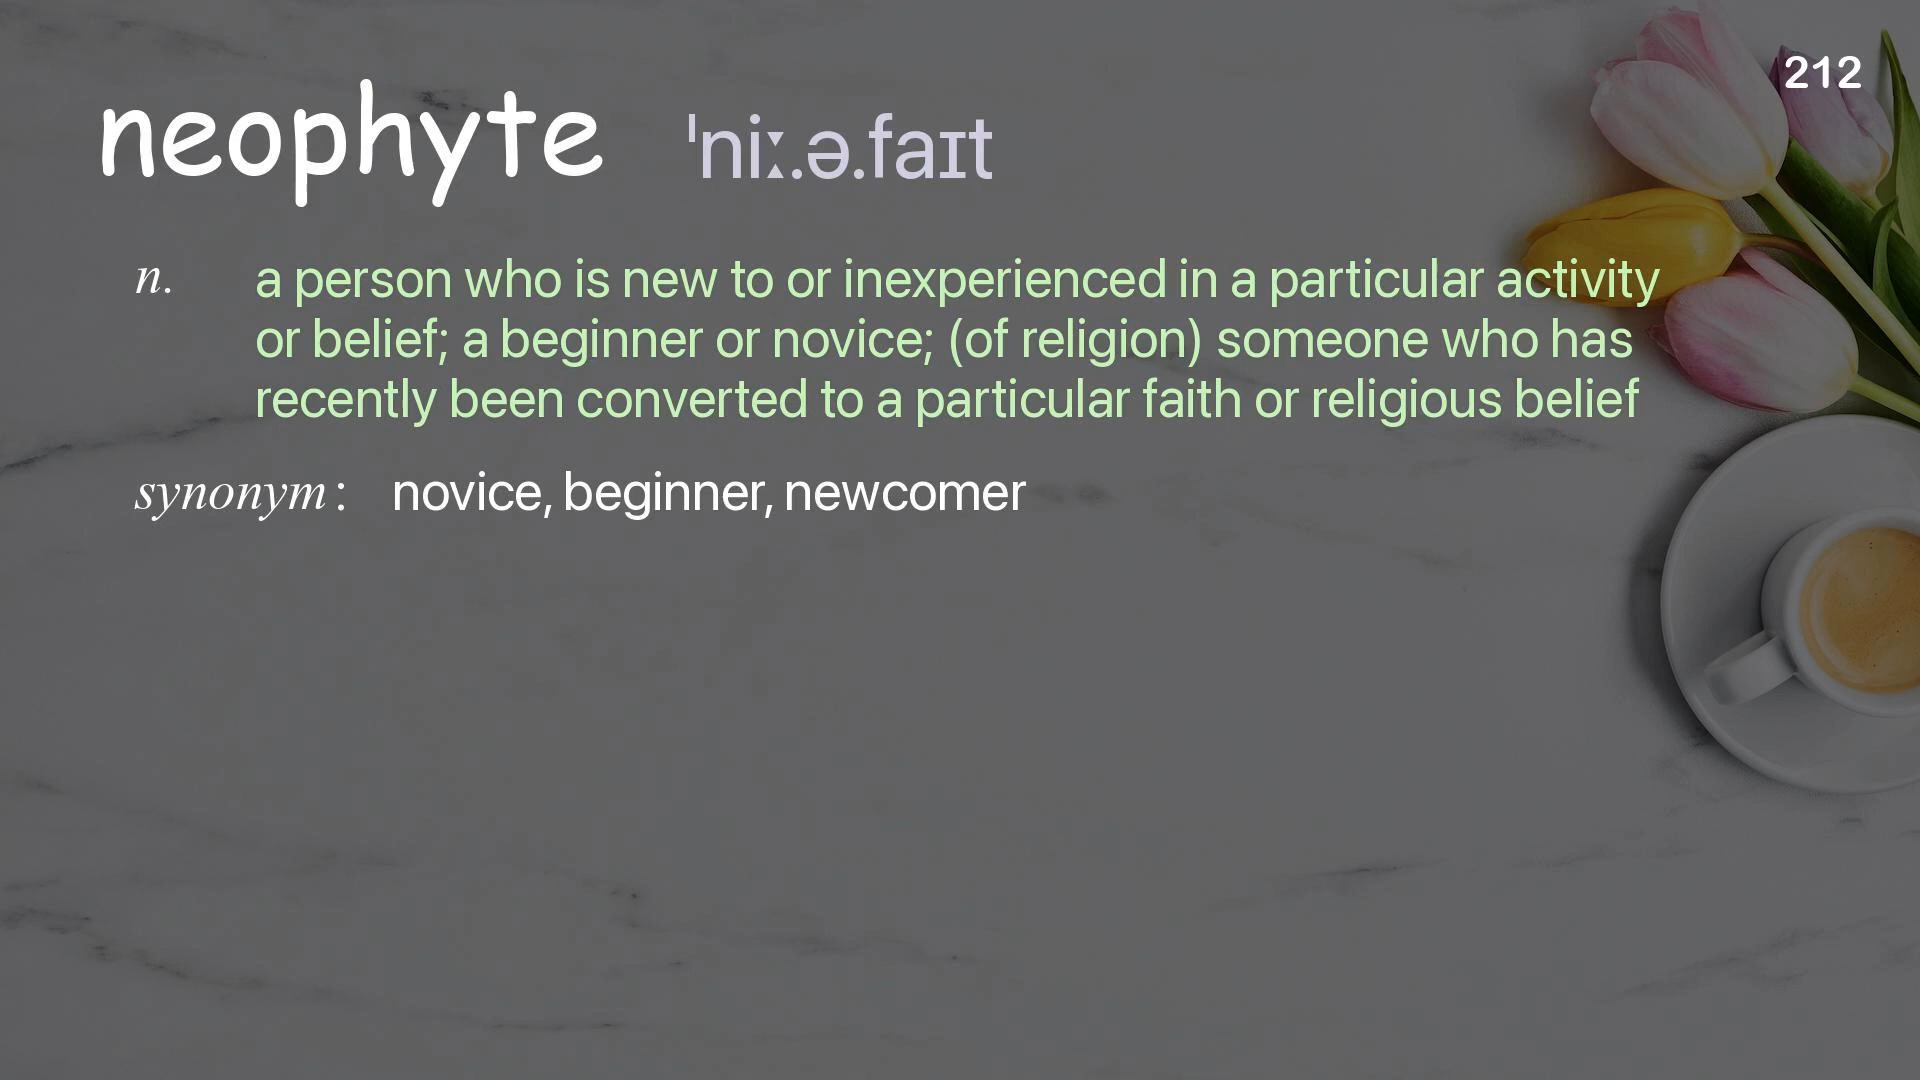 212
neophyte ˈniː.ə.faɪt
n. a person who is new to or inexperienced in a particular activity
or belief; a beginner or novice; (of religion) someone who has
recently been converted to a particular faith or religious belief
synonym : novice, beginner, newcomer